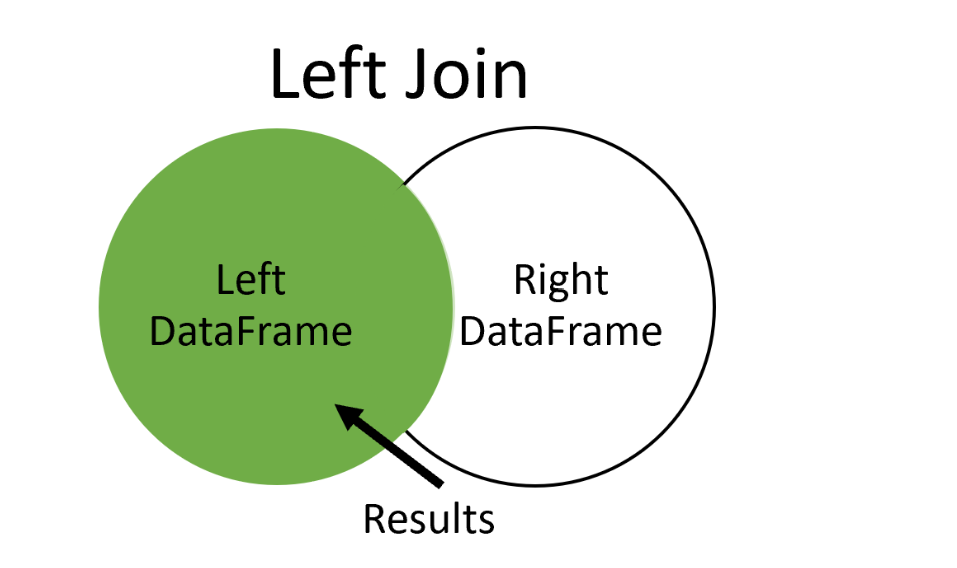 Left Join
Left
DataFrame
Right
DataFrame
Results